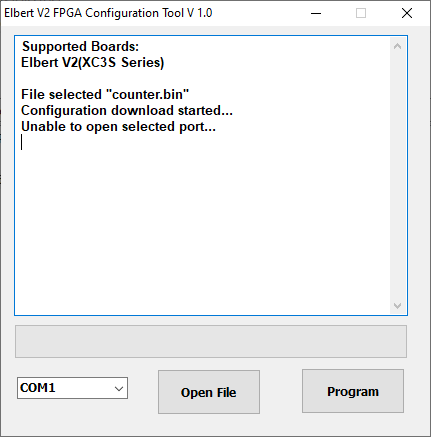 Elbert V2 FPGA Configuration Tool V 1.0
Supported Boards:
Elbert V2(XC3S Series)
File selected "counter.bin"
Configuration download started...
Unable to open selected port...
COM1
Open File
Program